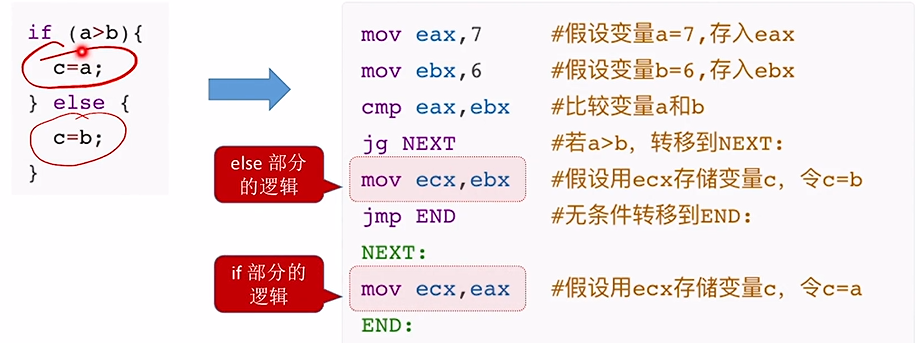 if (a>b){
c=a;
} else {
c=b;
}
mov eax,7 #假设变量a=7,存入eax
mov ebx,6 #假设变量b=6,存入ebx
cmp eax,ebx #比较变量a和b
jg NEXT #若a>b，转移到NEXT:
else 部分
的逻辑
mov ecx,ebx #假设用ecx存储变量c，令c=b
jmp END #无条件转移到END:
NEXT:
if 部分的
逻辑
mov ecx,eax #假设用ecx存储变量c，令c=a
END: